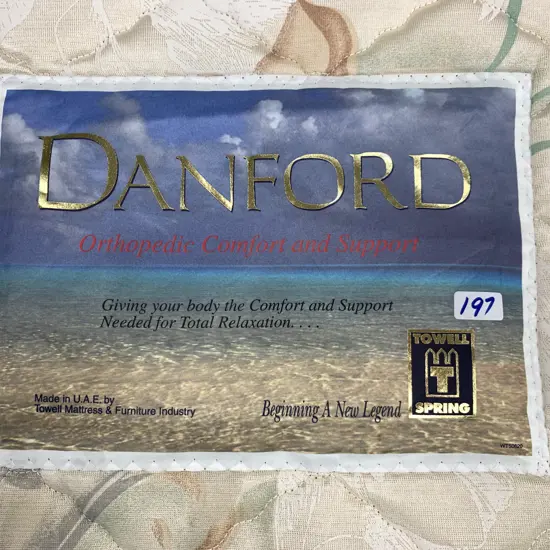 DANFORD
Orthopedic Comfort and Support
Giving your body the Comfort and Support
Needed for Total Relaxation. . . .
197
TOWELL
T
SPRING
Made in U.A.E. by
Towell Mattress & Furniture Industry
Beginning A New Legend